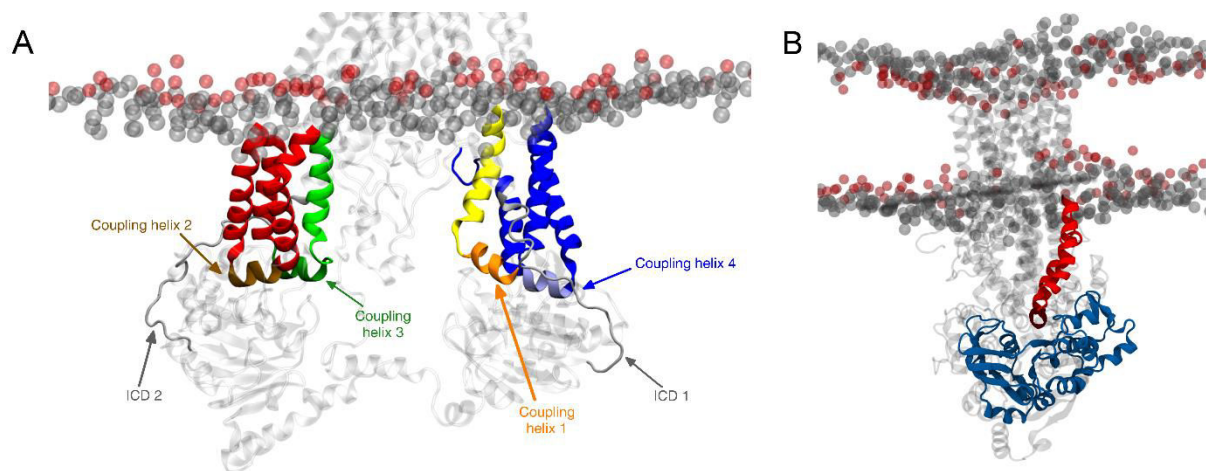 A
B
Coupling helix 2
Coupling helix 4
Coupling
helix 3
ICD 2
ICD 1
Coupling
helix 1